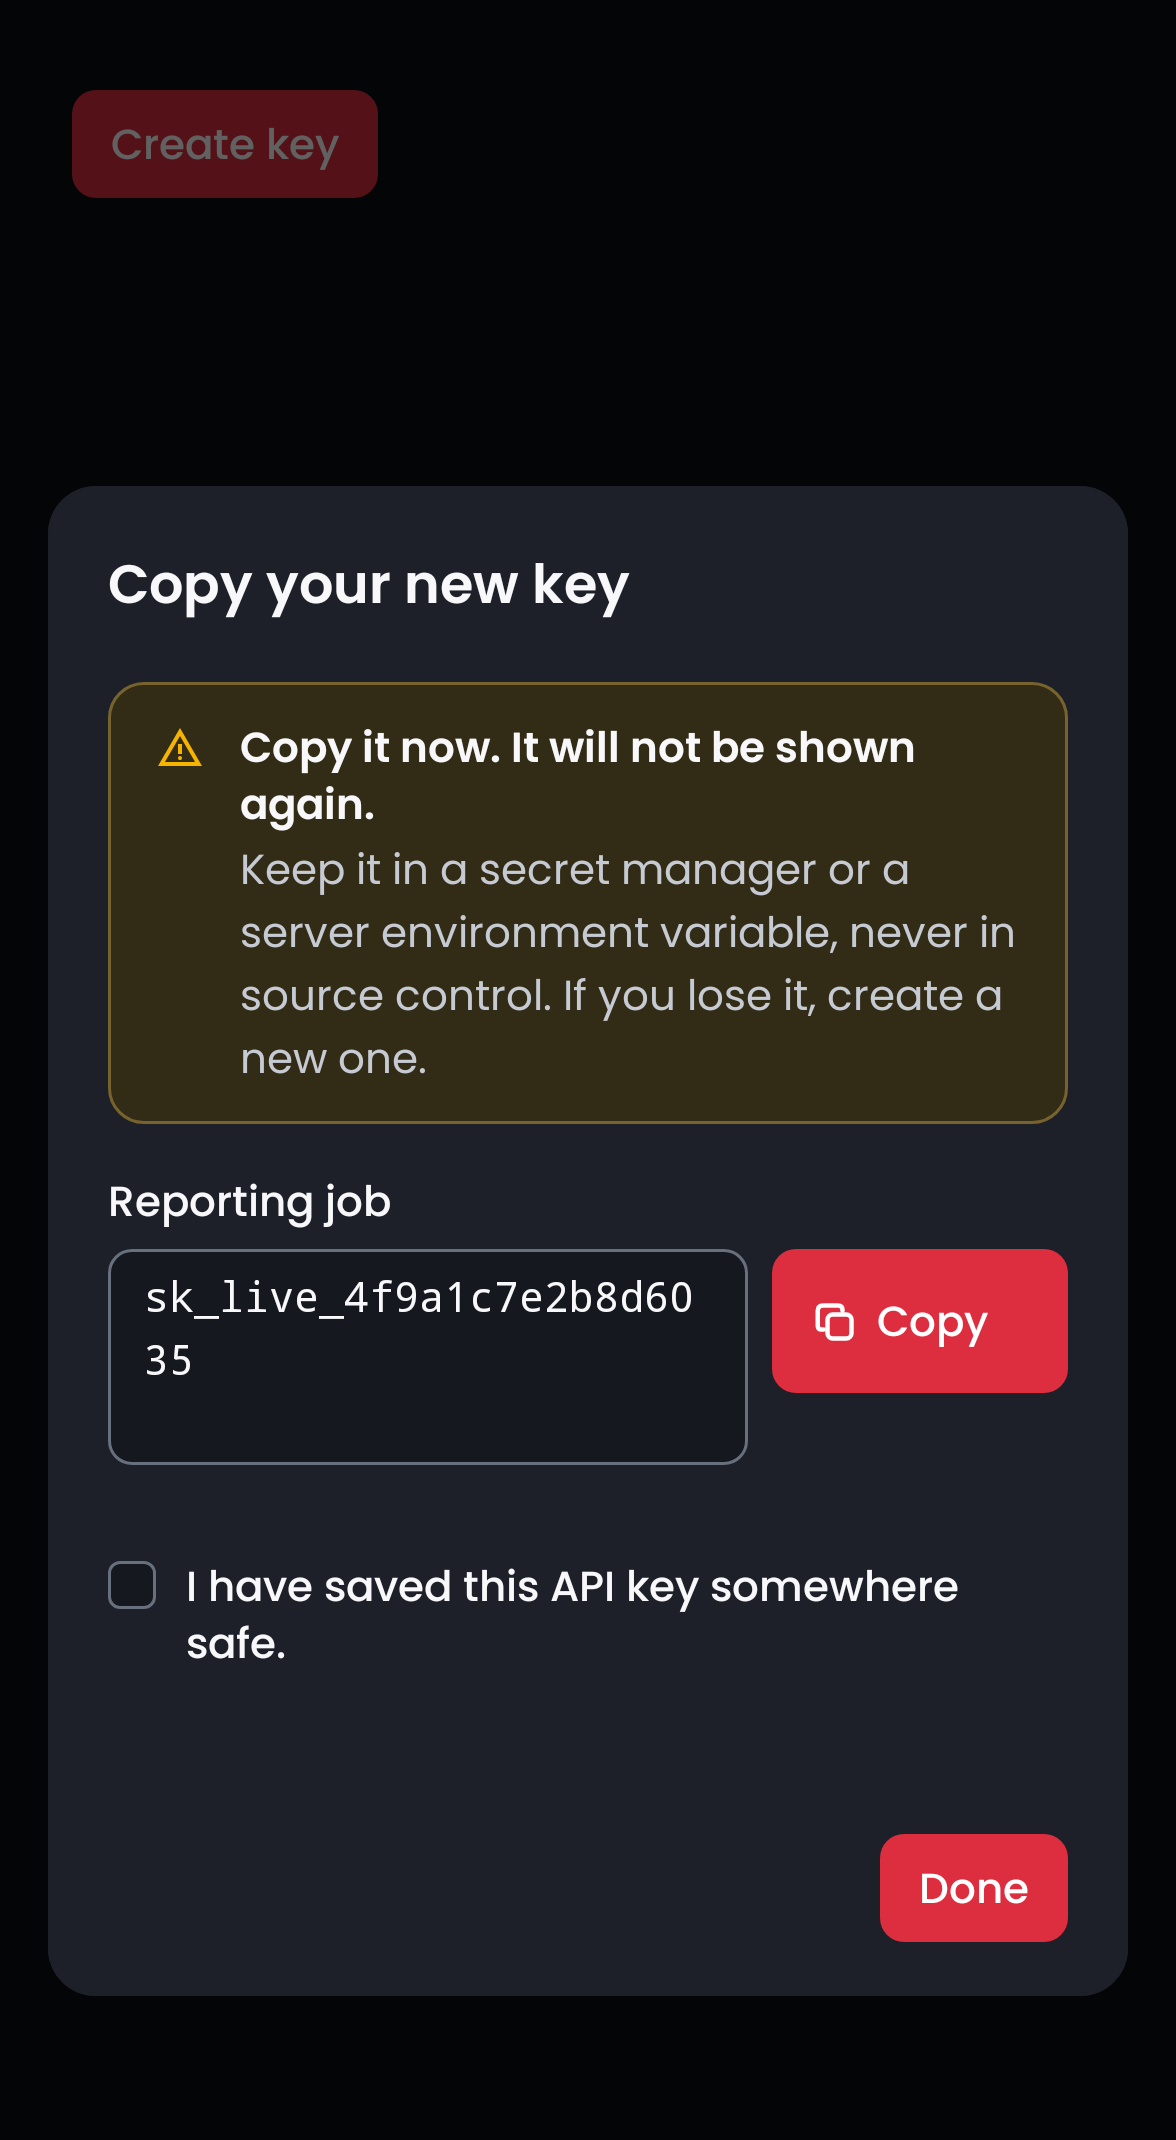 Create key
Copy your new key
Copy it now. It will not be shown
again.
Keep it in a secret manager or a
server environment variable, never in
source control. If you lose it, create a
new one.
Reporting job
sk_live_4f9a1c7e2b8d60
35
Copy
I have saved this API key somewhere
safe.
Done